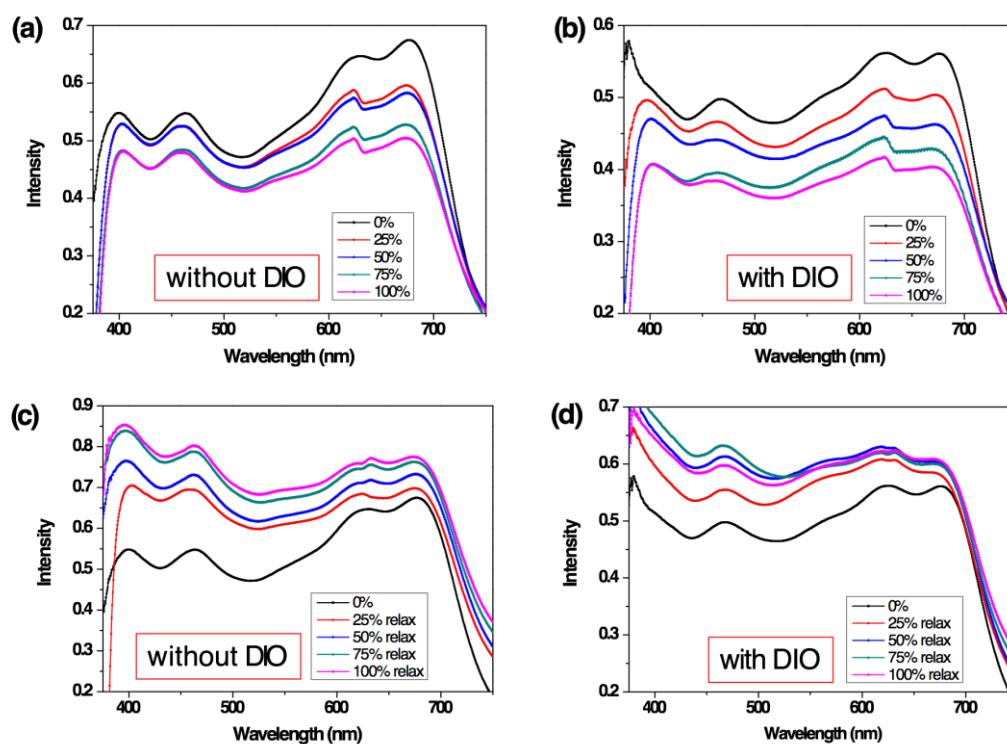 (a)
0.7
0.6
0.5
0.4
0.3
0.2
400
500
600
700
Intensity
Wavelength (nm)
without DIO
0%
25%
50%
75%
100%
(b)
0.6
0.5
0.4
0.3
0.2
400
500
600
700
Intensity
Wavelength (nm)
with DIO
0%
25%
50%
75%
100%
(c)
0.9
0.8
0.7
0.6
0.5
0.4
0.3
0.2
400
500
600
700
Intensity
Wavelength (nm)
without DIO
0%
25% relax
50% relax
75% relax
100% relax
(d)
0.7
0.6
0.5
0.4
0.3
0.2
400
500
600
700
Intensity
Wavelength (nm)
with DIO
0%
25% relax
50% relax
75% relax
100% relax